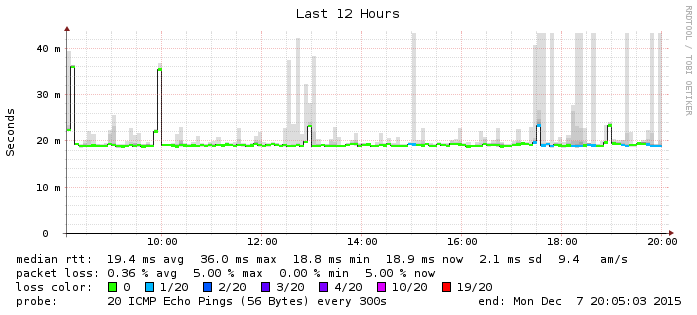 Last 12 Hours
RRDTOOL / TOBI OETIKER
Seconds
40 m
30 m
20 m
10 m
0
10:00 12:00 14:00 16:00 18:00 20:00
median rtt: 19.4 ms avg 36.0 ms max 18.8 ms min 18.9 ms now 2.1 ms sd 9.4 am/s
packet loss: 0.36 % avg 5.00 % max 0.00 % min 5.00 % now
loss color: 0 1/20 2/20 3/20 4/20 10/20 19/20
probe: 20 ICMP Echo Pings (56 Bytes) every 300s end: Mon Dec 7 20:05:03 2015